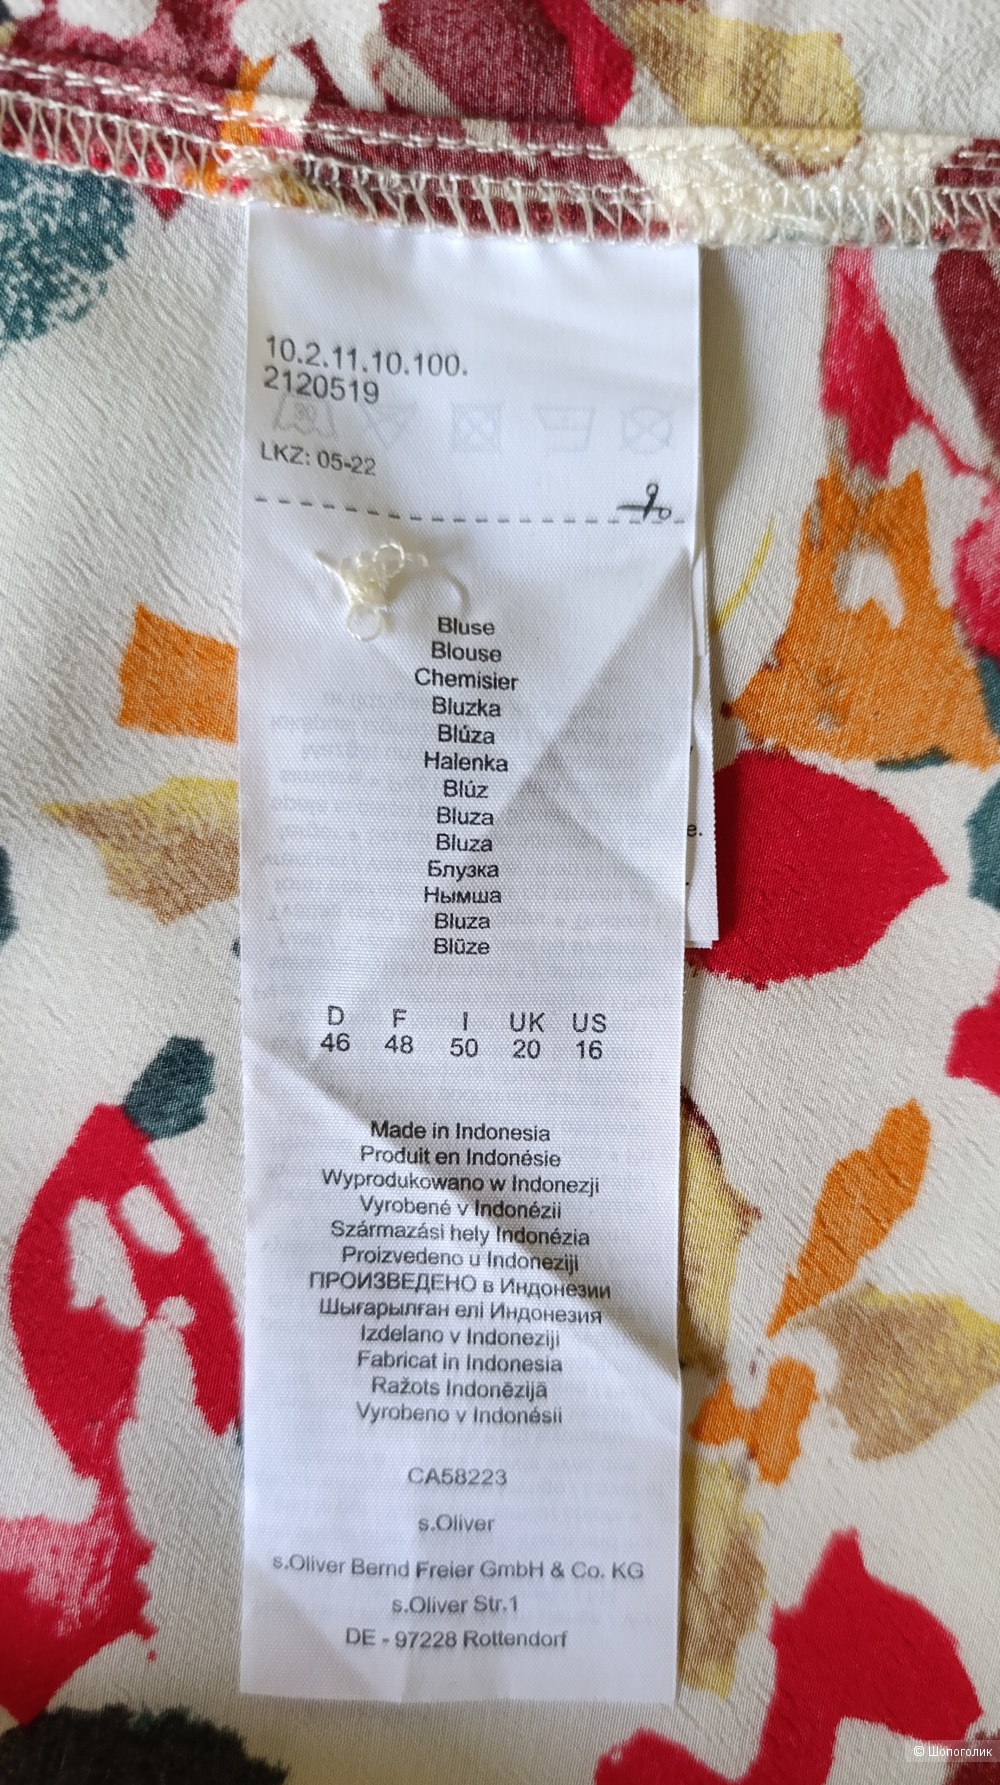 10.2.11.10.100.
2120519
LKZ: 05-22
Bluse
Blouse
Chemisier
Bluzka
Blúza
Halenka
Blúz
Bluza
Bluza
Блузка
Нымша
Bluza
Blūze
e.
D F I UK US
46 48 50 20 16
Made in Indonesia
Produit en Indonésie
Wyprodukowano w Indonezji
Vyrobené v Indonézii
Származási hely Indonézia
Proizvedeno u Indoneziji
ПРОИЗВЕДЕНО в Индонезии
Шығарылған елі Индонезия
Izdelano v Indoneziji
Fabricat in Indonesia
Ražots Indonēzijā
Vyrobeno v Indonésii
CA58223
s.Oliver
s.Oliver Bernd Freier GmbH & Co. KG
s.Oliver Str.1
DE - 97228 Rottendorf
© Шопоголик